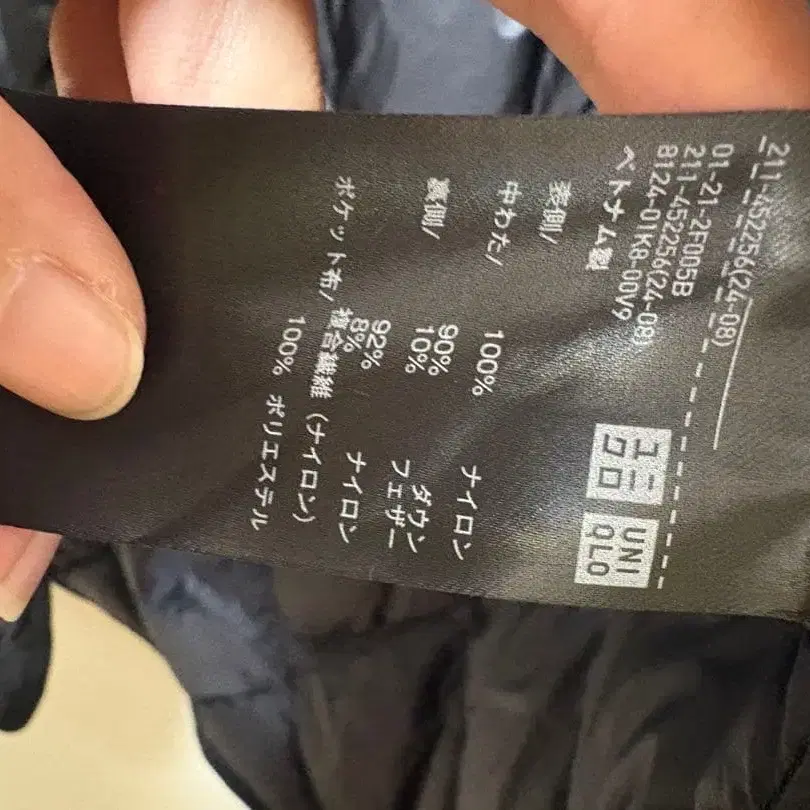 211-452256(24-08)
01-21-2F005B
211-452256(24-08)
8124-01K8-00V9
ベトナム製
ユニクロ
UNIQLO
表側/ 100% ナイロン
中わた/ 90% ダウン
10% フェザー
裏側/ 92% ナイロン
8% 複合繊維(ナイロン)
ポケット布/ 100% ポリエステル